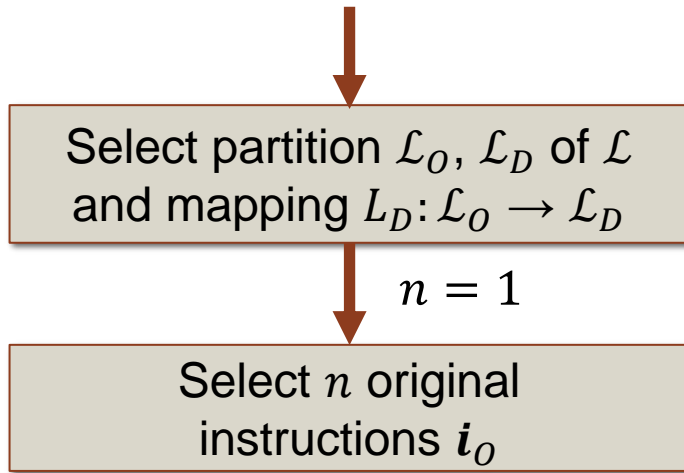 Select partition ℒ_O, ℒ_D of ℒ
and mapping L_D: ℒ_O → ℒ_D
n = 1
Select n original
instructions i_O